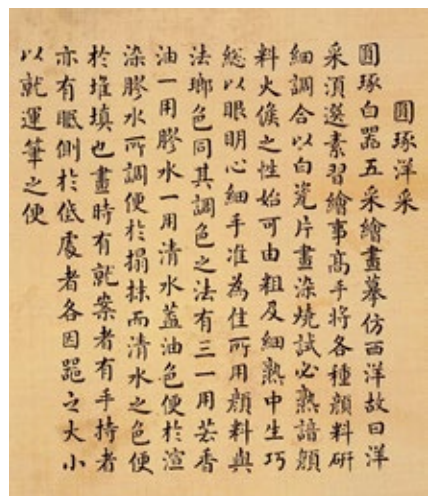 圓琢洋采
圓琢白器五采繪畫摹仿西洋故曰洋
采須選素習繪事高手將各種顏料研
細調合以白瓷片畫染燒試必熟諳顏
料火候之性始可由粗及細熟中生巧
總以眼明心細手准為佳所用顏料與
法瑯色同其調色之法有三一用芸香
油一用膠水一用清水蓋油色便於渲
染膠水所調便於搨抹而清水之色便
於堆填也畫時有就案者有手持者
亦有眠側於低處者各因器之大小
以就運筆之便